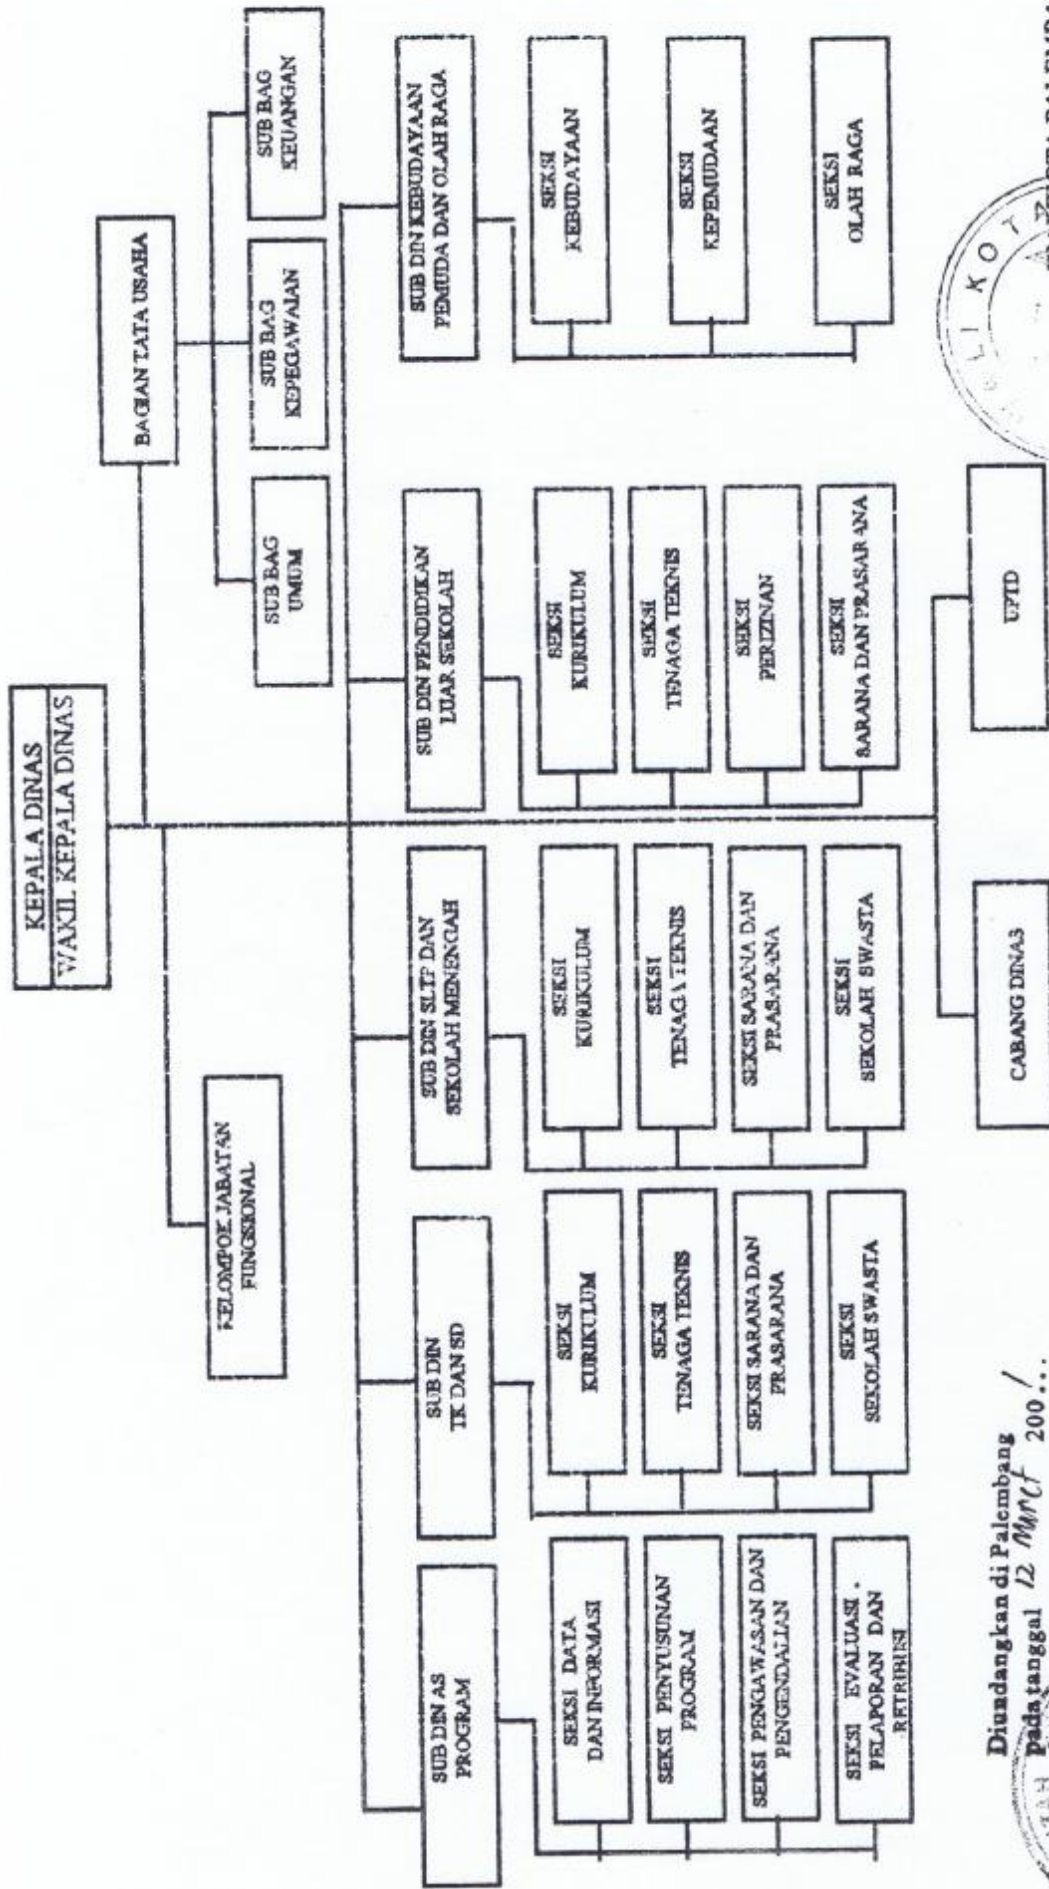 KEPALA DINAS
WAKIL KEPALA DINAS
KELOMPOK JABATAN
FUNGSIONAL
BAGIAN TATA USAHA
SUB BAG
UMUM
SUB BAG
KEPEGAWAIAN
SUB BAG
KEUANGAN
SUB DIN AS
PROGRAM
SEKSI DATA
DAN INFORMASI
SEKSI PENYUSUNAN
PROGRAM
SEKSI PENGAWASAN DAN
PENGENDALIAN
SEKSI EVALUASI .
PELAPORAN DAN
RETRIBUSI
SUB DIN
TK DAN SD
SEKSI
KURIKULUM
SEKSI
TENAGA TEKNIS
SEKSI SARANA DAN
PRASARANA
SEKSI
SEKOLAH SWASTA
SUB DIN SLTP DAN
SEKOLAH MENENGAH
SEKSI
KURIKULUM
SEKSI
TENAGA TEKNIS
SEKSI SARANA DAN
PRASARANA
SEKSI
SEKOLAH SWASTA
SUB DIN PENDIDIKAN
LUAR SEKOLAH
SEKSI
KURIKULUM
SEKSI
TENAGA TEKNIS
SEKSI
PERIZINAN
SEKSI
SARANA DAN PRASARANA
SUB DIN KEBUDAYAAN
PEMUDA DAN OLAH RAGA
SEKSI
KEBUDAYAAN
SEKSI
KEPEMUDAAN
SEKSI
OLAH RAGA
CABANG DINAS
UPTD
Diundangkan di Palembang
pada tanggal 12 Maret 200!...